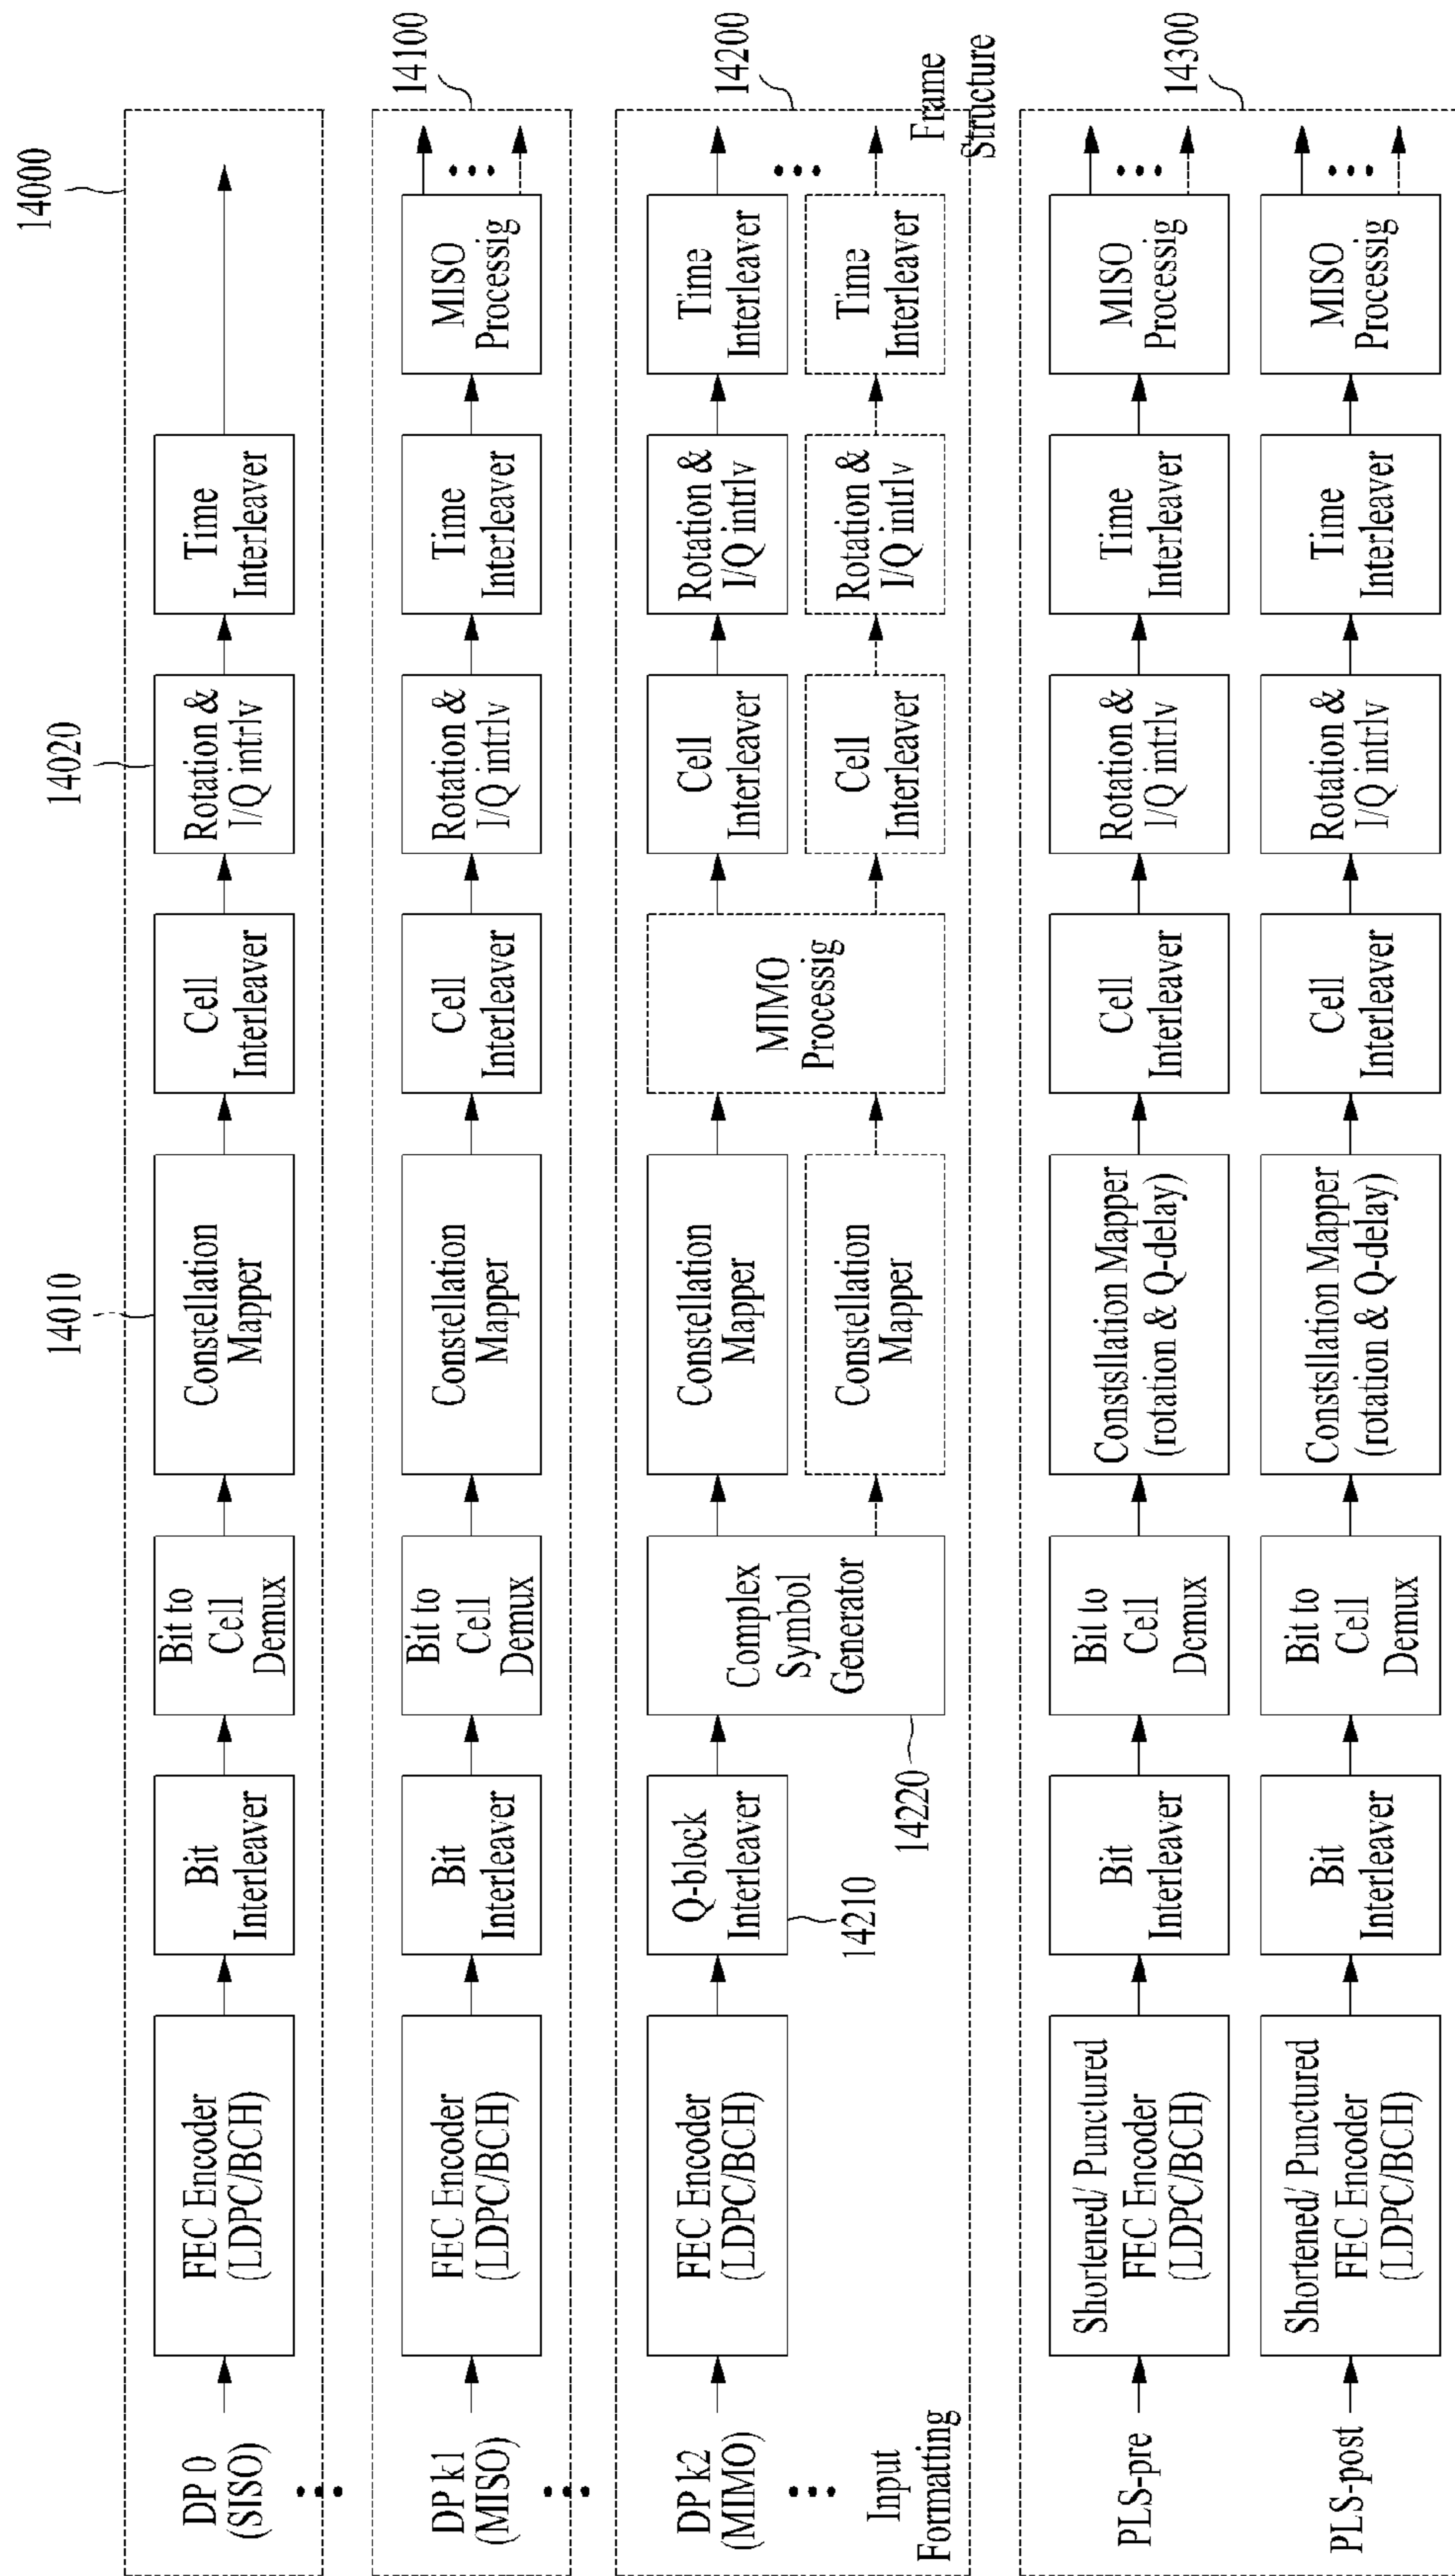 14000
14010
14020
DP 0
(SISO)
FEC Encoder
(LDPC/BCH)
Bit
Interleaver
Bit to
Cell
Demux
Constellation
Mapper
Cell
Interleaver
Rotation &
I/Q intrlv
Time
Interleaver
14100
DP k1
(MISO)
FEC Encoder
(LDPC/BCH)
Bit
Interleaver
Bit to
Cell
Demux
Constellation
Mapper
Cell
Interleaver
Rotation &
I/Q intrlv
Time
Interleaver
MISO
Processig
14200
DP k2
(MIMO)
FEC Encoder
(LDPC/BCH)
Q-block
Interleaver
14210
Complex
Symbol
Generator
14220
Constellation
Mapper
Constellation
Mapper
MIMO
Processig
Cell
Interleaver
Rotation &
I/Q intrlv
Time
Interleaver
Cell
Interleaver
Rotation &
I/Q intrlv
Time
Interleaver
Input
Formatting
Frame
Structure
14300
PLS-pre
Shortened/ Punctured
FEC Encoder
(LDPC/BCH)
Bit
Interleaver
Bit to
Cell
Demux
Constsllation Mapper
(rotation & Q-delay)
Cell
Interleaver
Rotation &
I/Q intrlv
Time
Interleaver
MISO
Processig
PLS-post
Shortened/ Punctured
FEC Encoder
(LDPC/BCH)
Bit
Interleaver
Bit to
Cell
Demux
Constsllation Mapper
(rotation & Q-delay)
Cell
Interleaver
Rotation &
I/Q intrlv
Time
Interleaver
MISO
Processig